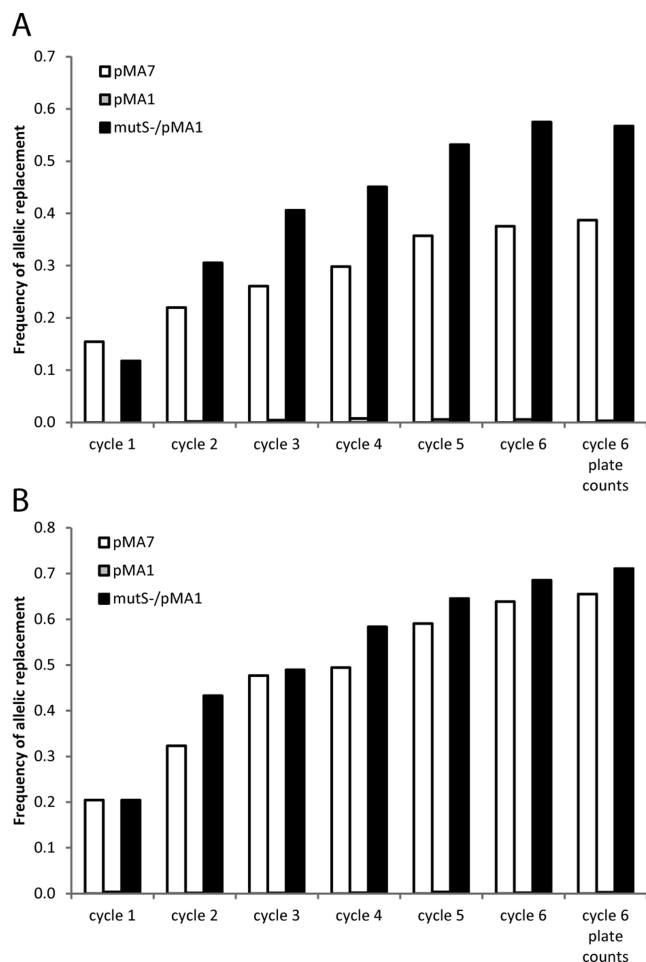 A
Frequency of allelic replacement
0.7
0.6
0.5
0.4
0.3
0.2
0.1
0.0
pMA7
pMA1
mutS-/pMA1
cycle 1
cycle 2
cycle 3
cycle 4
cycle 5
cycle 6
cycle 6
plate
counts
B
Frequency of allelic replacement
0.8
0.7
0.6
0.5
0.4
0.3
0.2
0.1
0.0
pMA7
pMA1
mutS-/pMA1
cycle 1
cycle 2
cycle 3
cycle 4
cycle 5
cycle 6
cycle 6
plate
counts